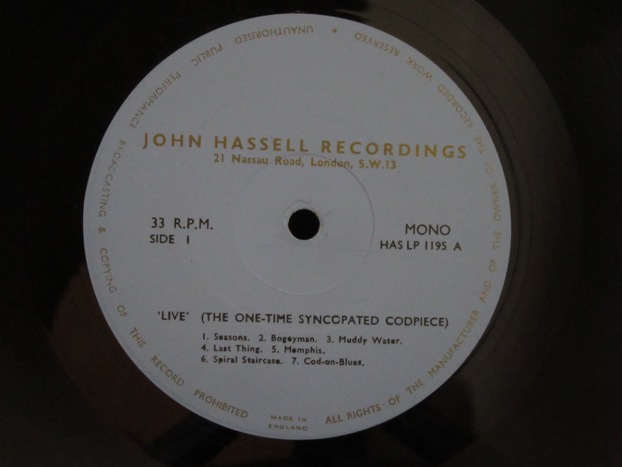 JOHN HASSELL RECORDINGS
21 Nassau Road, London, S.W.13
33 R.P.M.
SIDE 1
MONO
HAS LP 1195 A
'LIVE' (THE ONE-TIME SYNCOPATED CODPIECE)
1. Seasons. 2. Bogeyman. 3. Muddy Water.
4. Last Thing. 5. Memphis.
6. Spiral Staircase. 7. Cod-on-Blues.
MADE IN
ENGLAND
ALL RIGHTS OF THE MANUFACTURER AND OF THE OWNER OF THE RECORDED WORK RESERVED • UNAUTHORISED PUBLIC PERFORMANCE BROADCASTING & COPYING OF THIS RECORD PROHIBITED